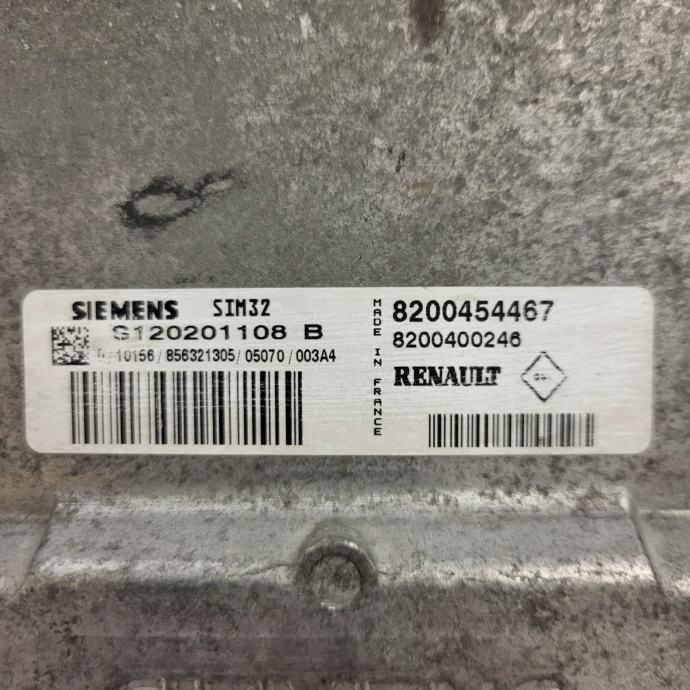 SIEMENS SIM32
S120201108 B
10156 / 856321305 / 05070 / 003A4
MADE IN FRANCE
8200454467
8200400246
RENAULT